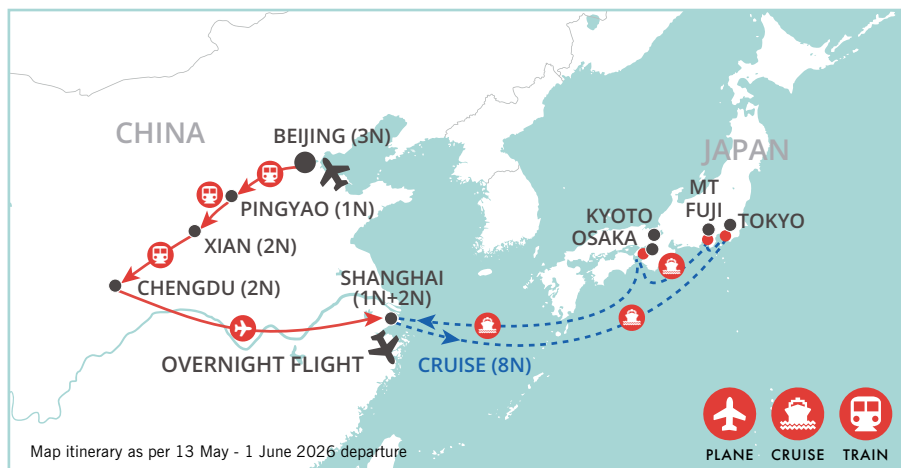 CHINA
BEIJING (3N)
JAPAN
PINGYAO (1N)
MT
FUJI
KYOTO
TOKYO
OSAKA
XIAN (2N)
CHENGDU (2N)
SHANGHAI
(1N+2N)
OVERNIGHT FLIGHT
CRUISE (8N)
Map itinerary as per 13 May - 1 June 2026 departure
PLANE
CRUISE
TRAIN